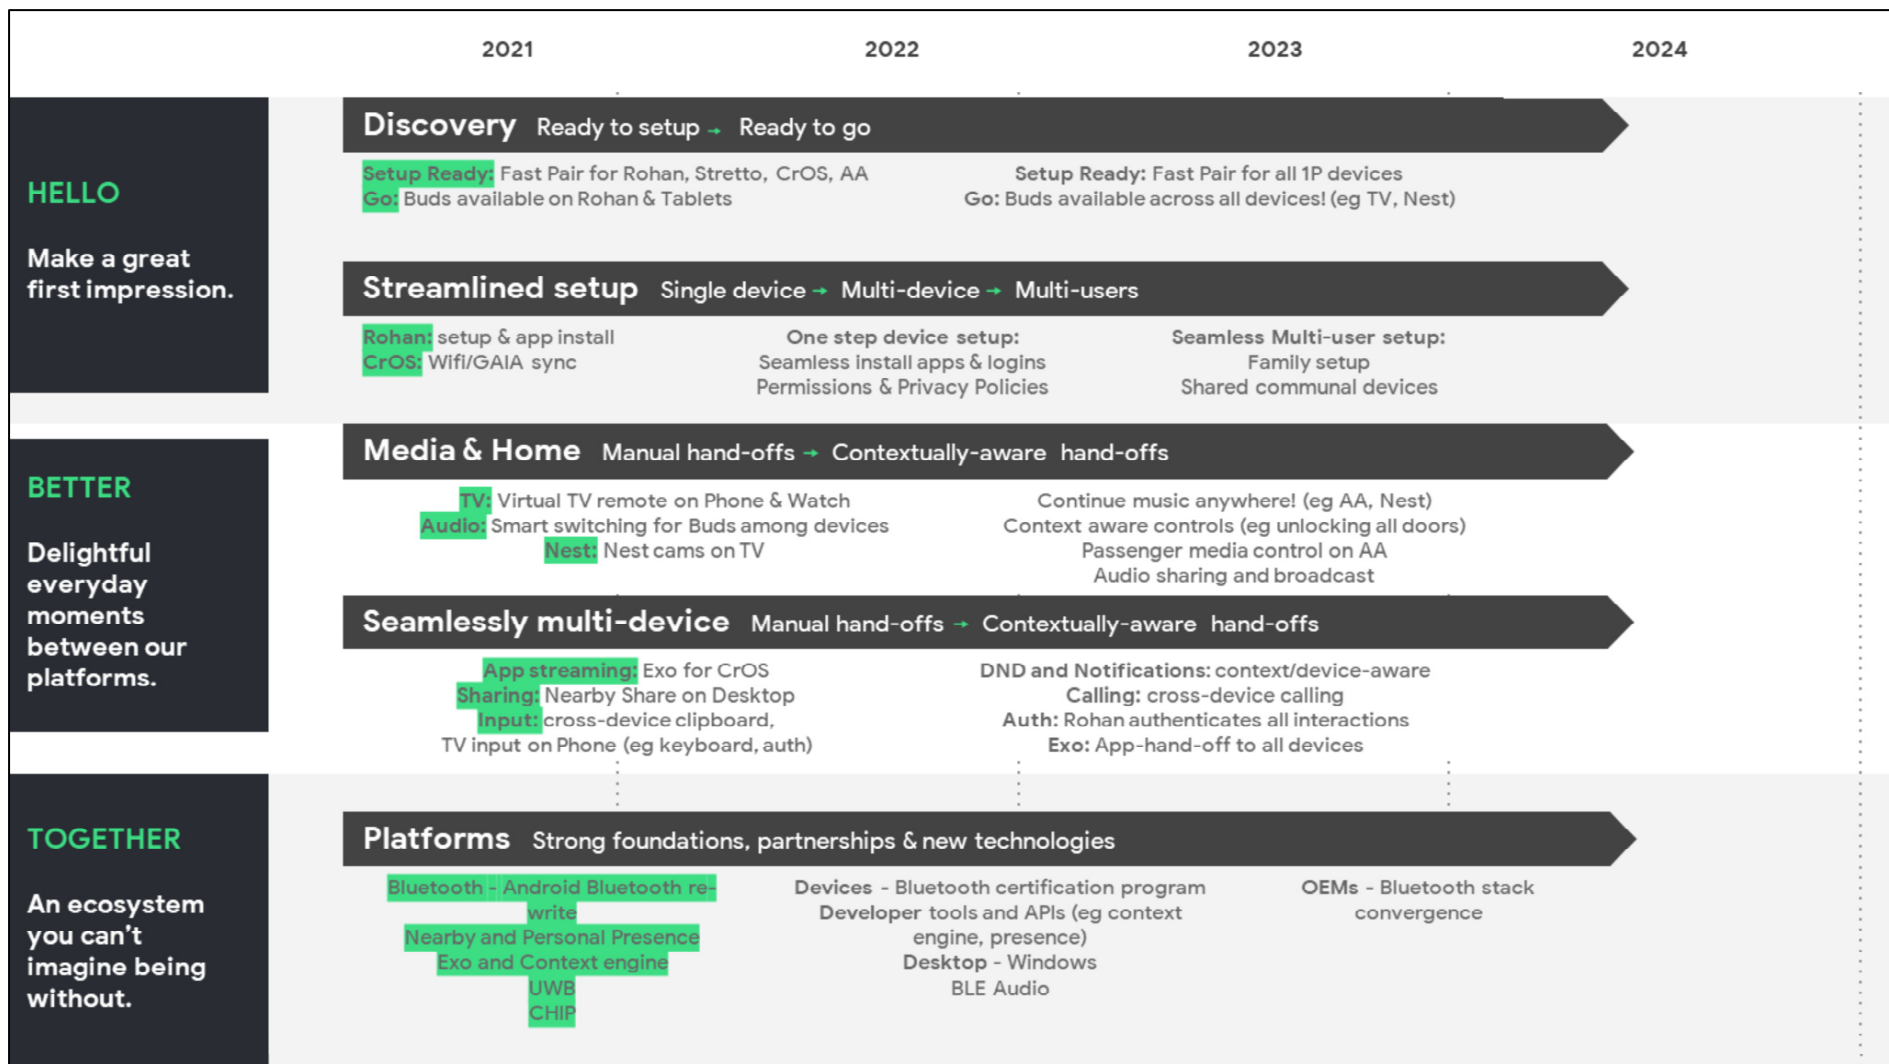 2021 2022 2023 2024
HELLO
Make a great
first impression.
Discovery Ready to setup → Ready to go
Setup Ready: Fast Pair for Rohan, Stretto, CrOS, AA
Go: Buds available on Rohan & Tablets
Setup Ready: Fast Pair for all 1P devices
Go: Buds available across all devices! (eg TV, Nest)
Streamlined setup Single device → Multi-device → Multi-users
Rohan: setup & app install
CrOS: Wifi/GAIA sync
One step device setup:
Seamless install apps & logins
Permissions & Privacy Policies
Seamless Multi-user setup:
Family setup
Shared communal devices
BETTER
Delightful
everyday
moments
between our
platforms.
Media & Home Manual hand-offs → Contextually-aware hand-offs
TV: Virtual TV remote on Phone & Watch
Audio: Smart switching for Buds among devices
Nest: Nest cams on TV
Continue music anywhere! (eg AA, Nest)
Context aware controls (eg unlocking all doors)
Passenger media control on AA
Audio sharing and broadcast
Seamlessly multi-device Manual hand-offs → Contextually-aware hand-offs
App streaming: Exo for CrOS
Sharing: Nearby Share on Desktop
Input: cross-device clipboard,
TV input on Phone (eg keyboard, auth)
DND and Notifications: context/device-aware
Calling: cross-device calling
Auth: Rohan authenticates all interactions
Exo: App-hand-off to all devices
TOGETHER
An ecosystem
you can't
imagine being
without.
Platforms Strong foundations, partnerships & new technologies
Bluetooth - Android Bluetooth re-
write
Nearby and Personal Presence
Exo and Context engine
UWB
CHIP
Devices - Bluetooth certification program
Developer tools and APIs (eg context
engine, presence)
Desktop - Windows
BLE Audio
OEMs - Bluetooth stack
convergence